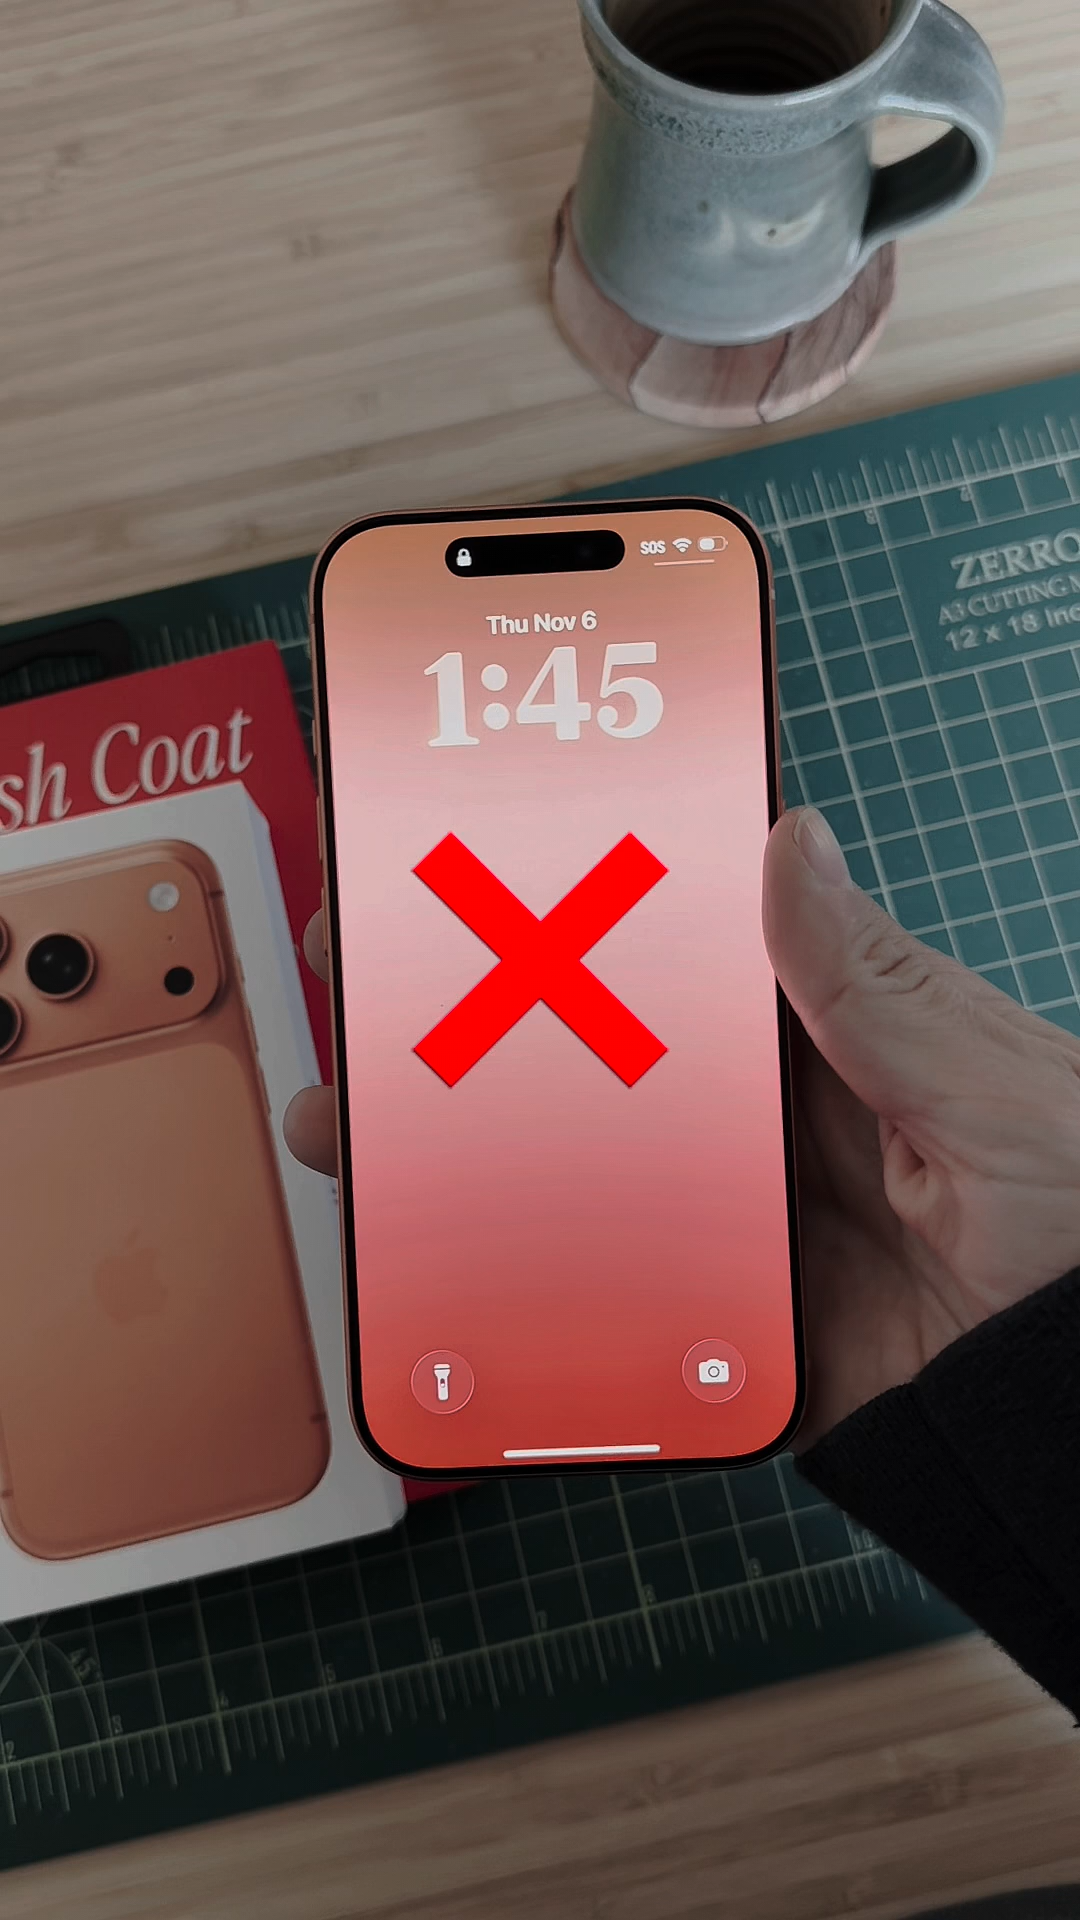 SOS
Thu Nov 6
1:45
ZERRO
A3 CUTTING M
12 x 18 inc
sh Coat